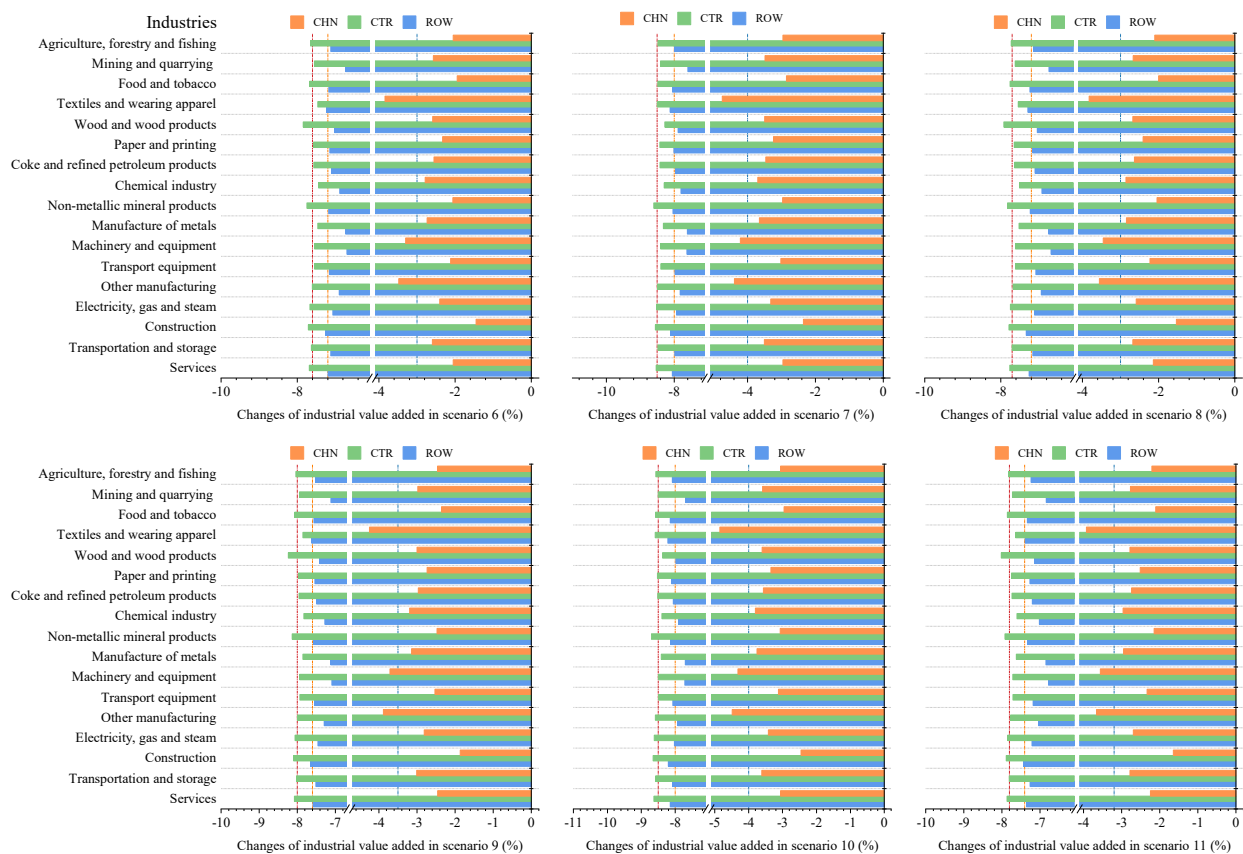 Industries
CHN CTR ROW
CHN CTR ROW
CHN CTR ROW
Agriculture, forestry and fishing
Mining and quarrying
Food and tobacco
Textiles and wearing apparel
Wood and wood products
Paper and printing
Coke and refined petroleum products
Chemical industry
Non-metallic mineral products
Manufacture of metals
Machinery and equipment
Transport equipment
Other manufacturing
Electricity, gas and steam
Construction
Transportation and storage
Services
-10 -8 -4 -2 0
-10 -8 -4 -2 0
-10 -8 -4 -2 0
Changes of industrial value added in scenario 6 (%)
Changes of industrial value added in scenario 7 (%)
Changes of industrial value added in scenario 8 (%)
CHN CTR ROW
CHN CTR ROW
CHN CTR ROW
Agriculture, forestry and fishing
Mining and quarrying
Food and tobacco
Textiles and wearing apparel
Wood and wood products
Paper and printing
Coke and refined petroleum products
Chemical industry
Non-metallic mineral products
Manufacture of metals
Machinery and equipment
Transport equipment
Other manufacturing
Electricity, gas and steam
Construction
Transportation and storage
Services
-10 -9 -8 -7 -4 -2 0
-11 -10 -9 -8 -5 -4 -3 -2 -1 0
-10 -9 -8 -7 -4 -3 -2 -1 0
Changes of industrial value added in scenario 9 (%)
Changes of industrial value added in scenario 10 (%)
Changes of industrial value added in scenario 11 (%)